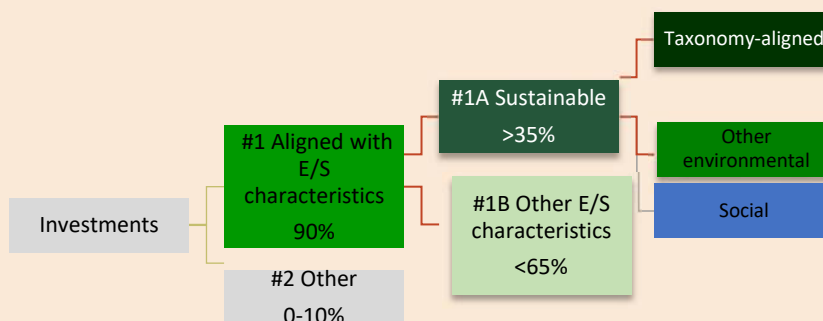 Investments
#1 Aligned with
E/S
characteristics
90%
#2 Other
0-10%
#1A Sustainable
>35%
#1B Other E/S
characteristics
<65%
Taxonomy-aligned
Other
environmental
Social